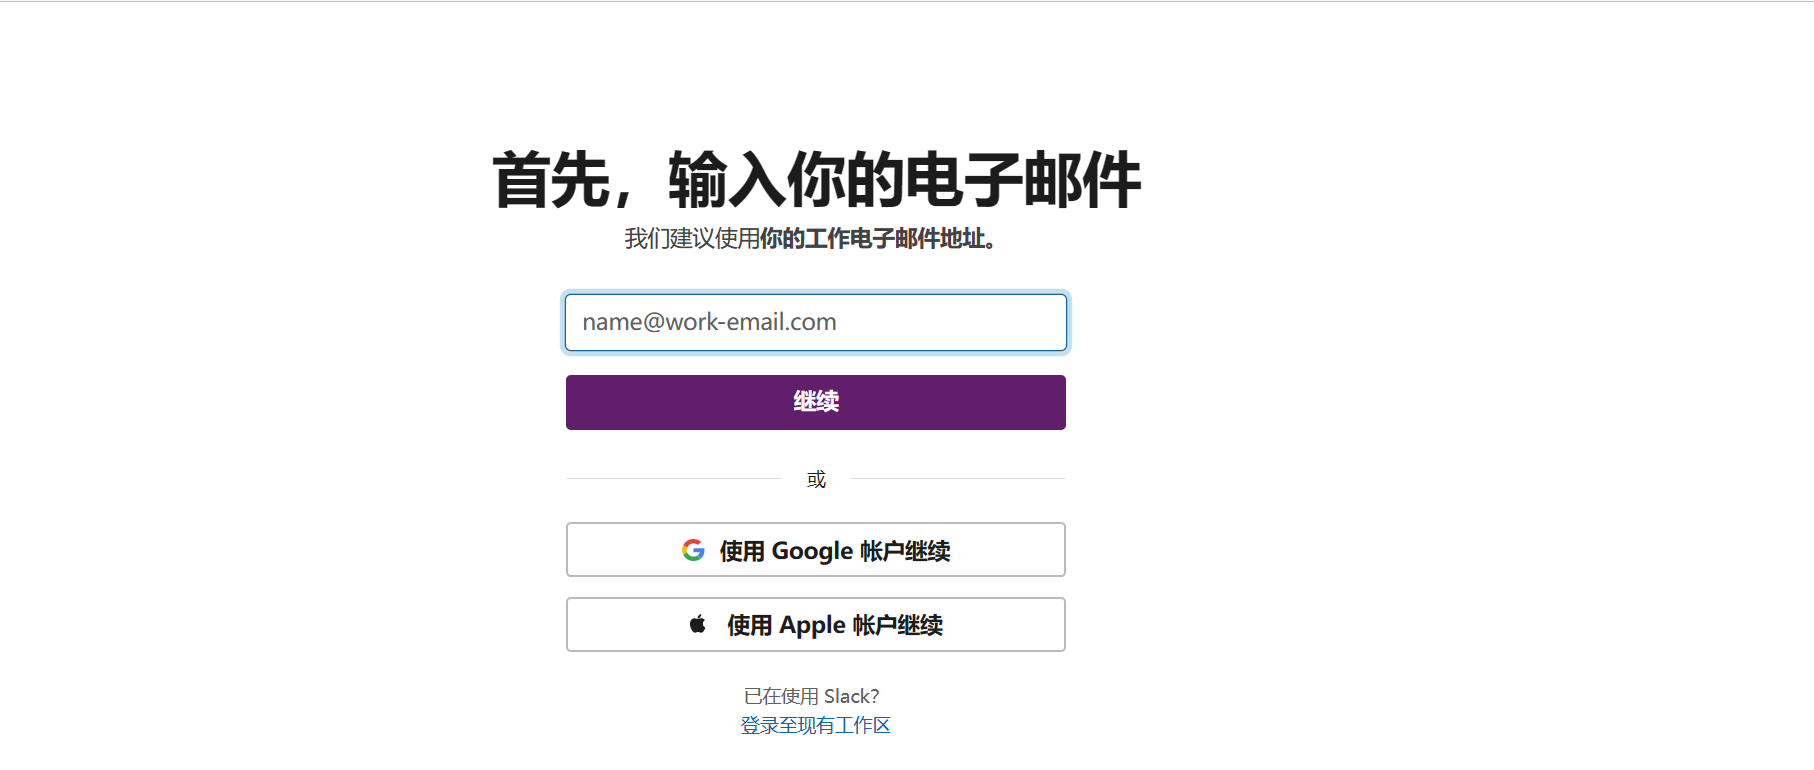 首先，输入你的电子邮件
我们建议使用你的工作电子邮件地址。
name@work-email.com
继续
或
使用 Google 帐户继续
使用 Apple 帐户继续
已在使用 Slack?
登录至现有工作区